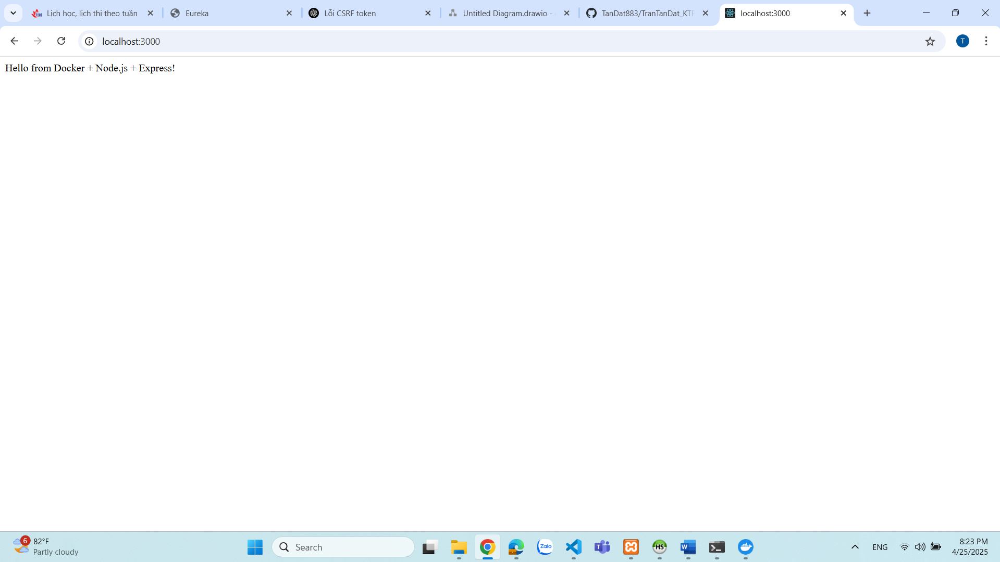 Lịch học, lịch thi theo tuần
Eureka
Lỗi CSRF token
Untitled Diagram.drawio -
TanDat883/TranTanDat_KTP
localhost:3000
localhost:3000
T
Hello from Docker + Node.js + Express!
6
82°F
Partly cloudy
Search
Zalo
T
HS
W
ENG
8:23 PM
4/25/2025